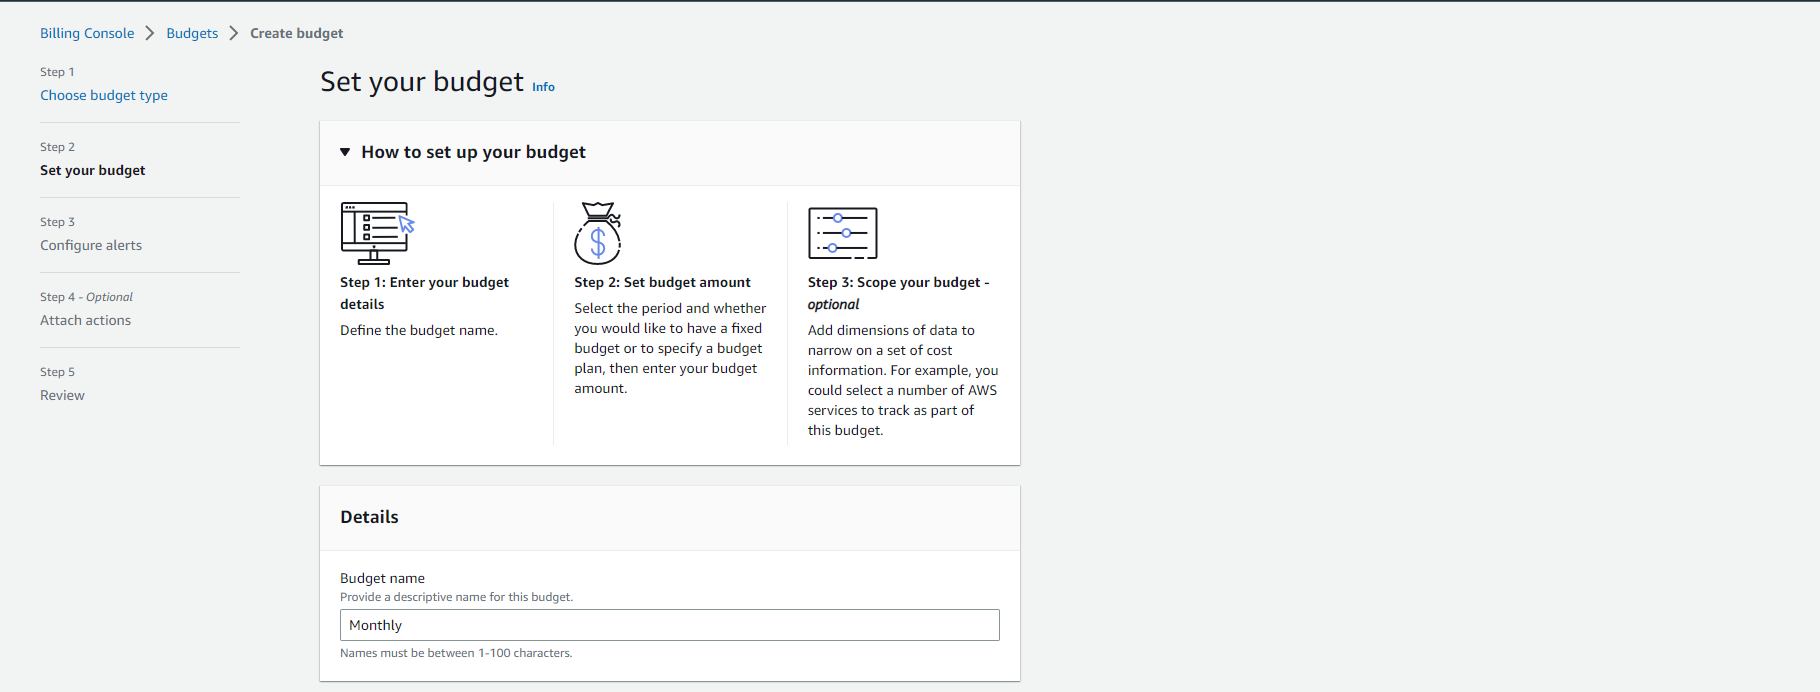 Billing Console > Budgets > Create budget
Step 1
Choose budget type
Step 2
Set your budget
Step 3
Configure alerts
Step 4 - Optional
Attach actions
Step 5
Review
Set your budget Info
How to set up your budget
Step 1: Enter your budget
details
Define the budget name.
Step 2: Set budget amount
Select the period and whether
you would like to have a fixed
budget or to specify a budget
plan, then enter your budget
amount.
Step 3: Scope your budget -
optional
Add dimensions of data to
narrow on a set of cost
information. For example, you
could select a number of AWS
services to track as part of
this budget.
Details
Budget name
Provide a descriptive name for this budget.
Monthly
Names must be between 1-100 characters.